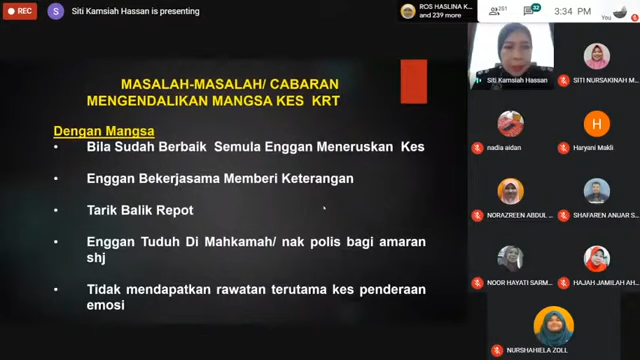 REC
S
Siti Kamsiah Hassan is presenting
ROS HASLINA K...
and 239 more
251
32
3:34 PM
You
MASALAH-MASALAH/ CABARAN
MENGENDALIKAN MANGSA KES KRT
Dengan Mangsa
• Bila Sudah Berbaik Semula Enggan Meneruskan Kes
• Enggan Bekerjasama Memberi Keterangan
• Tarik Balik Repot
• Enggan Tuduh Di Mahkamah/ nak polis bagi amaran
shj
• Tidak mendapatkan rawatan terutama kes penderaan
emosi
Siti Kamsiah Hassan
SITI NURSAKINAH M...
nadia aidan
H
Haryani Makli
NORAZREEN ABDUL ...
SHAFAREN ANUAR S...
NOOR HAYATI SARM...
HAJAH JAMILAH AH...
NURSHAHIELA ZOLL